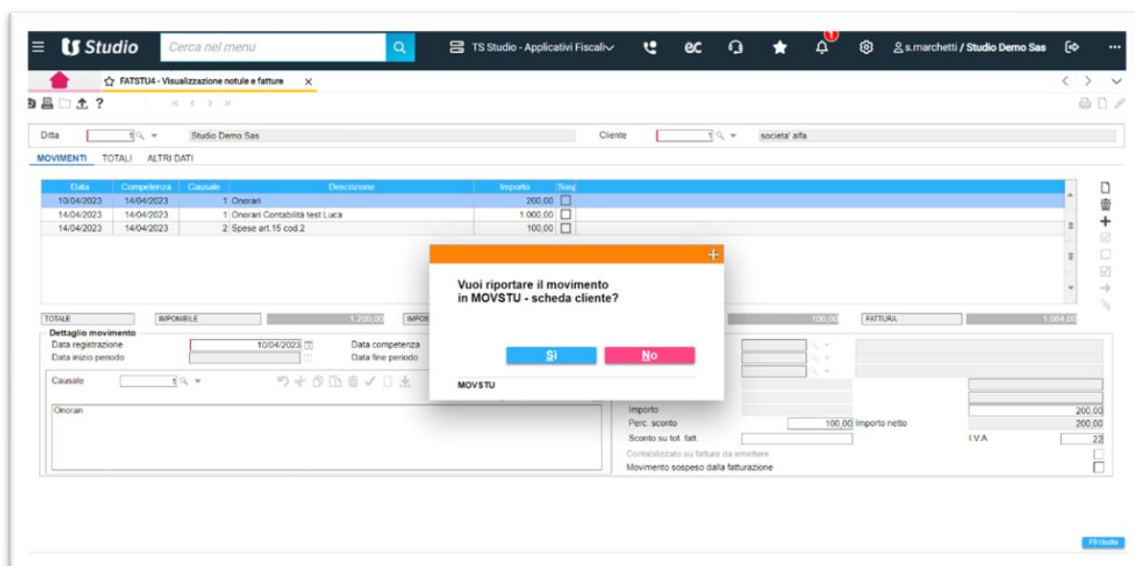 TS Studio
Cerca nel menu
TS Studio - Applicativi Fiscali
1
s.marchetti / Studio Demo Sas
FATSTU4 - Visualizzazione notule e fatture X
?
Ditta 1 Studio Demo Sas Cliente 1 societa' alfa
MOVIMENTI TOTALI ALTRI DATI
Data Competenza Causale Descrizione Importo Sosp
10/04/2023 14/04/2023 1 Onorari 200,00
14/04/2023 14/04/2023 1 Onorari Contabilità test Luca 1.000,00
14/04/2023 14/04/2023 2 Spese art.15 cod.2 100,00
Vuoi riportare il movimento
in MOVSTU - scheda cliente?
Sì No
MOVSTU
TOTALE IMPONIBILE 1.200,00 IMPOS 100,00 FATTURA 1.564,00
Dettaglio movimento
Data registrazione 10/04/2023 Data competenza
Data inizio periodo Data fine periodo
Causale 1
Onorari
Importo 200,00
Perc. sconto 100,00 Importo netto 200,00
Sconto su tot. fatt. I.V.A. 22
Contabilizzato su fatture da emettere
Movimento sospeso dalla fatturazione
F9 Uscita